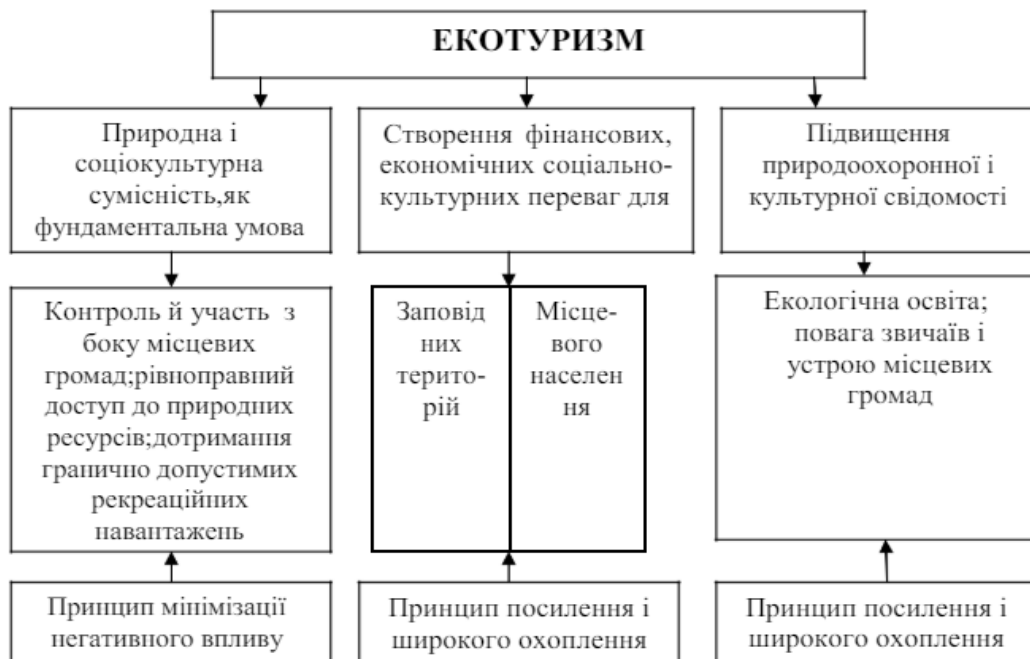 ЕКОТУРИЗМ
Природна і
соціокультурна
сумісність,як
фундаментальна умова
Створення фінансових,
економічних соціально-
культурних переваг для
Підвищення
природоохоронної і
культурної свідомості
Контроль й участь з
боку місцевих
громад;рівноправний
доступ до природних
ресурсів;дотримання
гранично допустимих
рекреаційних
навантажень
Заповід
них
терито-
рій
Місце-
вого
населен
ня
Екологічна освіта;
повага звичаїв і
устрою місцевих
громад
Принцип мінімізації
негативного впливу
Принцип посилення і
широкого охоплення
Принцип посилення і
широкого охоплення